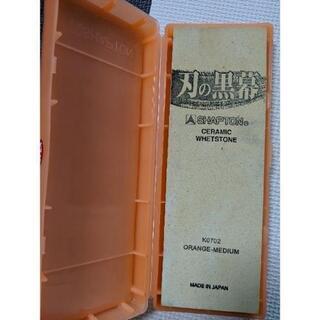 刃の黒幕
SHAPTON®
CERAMIC
WHETSTONE
K0702
ORANGE-MEDIUM
MADE IN JAPAN